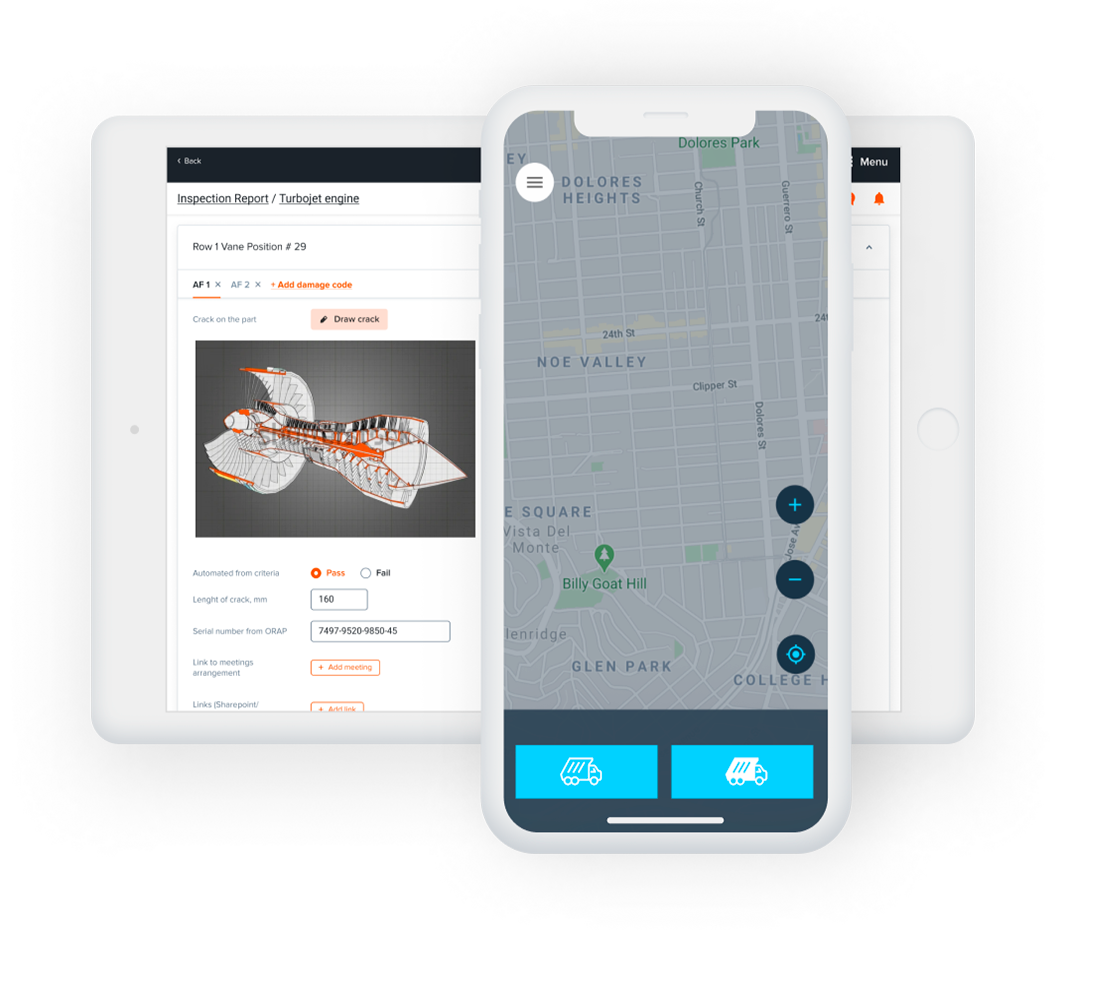 Back
Menu
Inspection Report / Turbojet engine
Row 1 Vane Position # 29
AF 1 × AF 2 × + Add damage code
Crack on the part
Draw crack
Automated from criteria
Pass
Fail
Lenght of crack, mm
160
Serial number from ORAP
7497-9520-9850-45
Link to meetings
arrangement
+ Add meeting
Links (Sharepoint/
+ Add link
Dolores Park
EY
DOLORES
HEIGHTS
Church St
Guerrero St
24th St
24t
NOE VALLEY
Clipper St
Dolores St
E SQUARE
Vista Del
Monte
Jose Av
Billy Goat Hill
lenridge
GLEN PARK
COLLEGE H
+
−